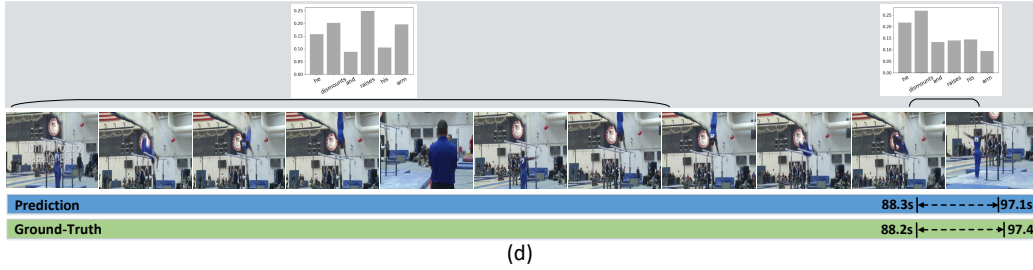 0.25
0.20
0.15
0.10
0.05
0.00
he
dismounts
and
raises
his
arm
0.25
0.20
0.15
0.10
0.05
0.00
he
dismounts
and
raises
his
arm
Prediction 88.3s 97.1s
Ground-Truth 88.2s 97.4
(d)